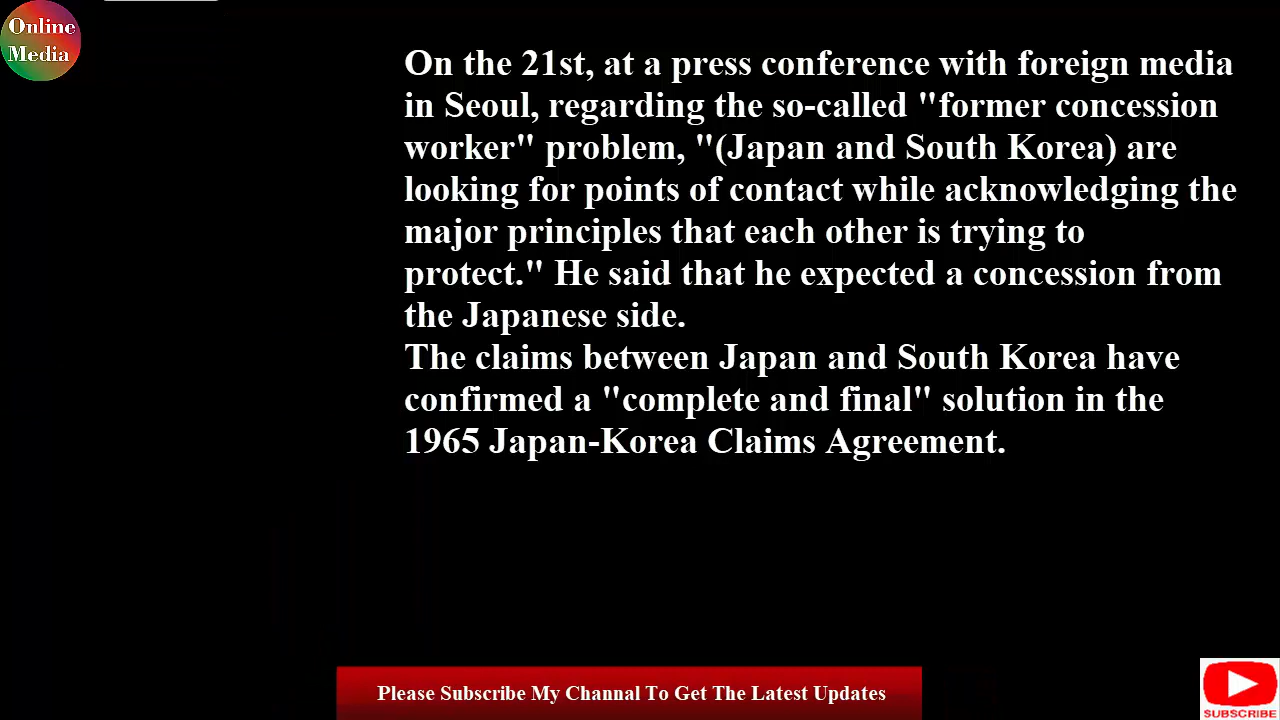 Online
Media
On the 21st, at a press conference with foreign media
in Seoul, regarding the so-called "former concession
worker" problem, "(Japan and South Korea) are
looking for points of contact while acknowledging the
major principles that each other is trying to
protect." He said that he expected a concession from
the Japanese side.
The claims between Japan and South Korea have
confirmed a "complete and final" solution in the
1965 Japan-Korea Claims Agreement.
Please Subscribe My Channal To Get The Latest Updates
SUBSCRIBE